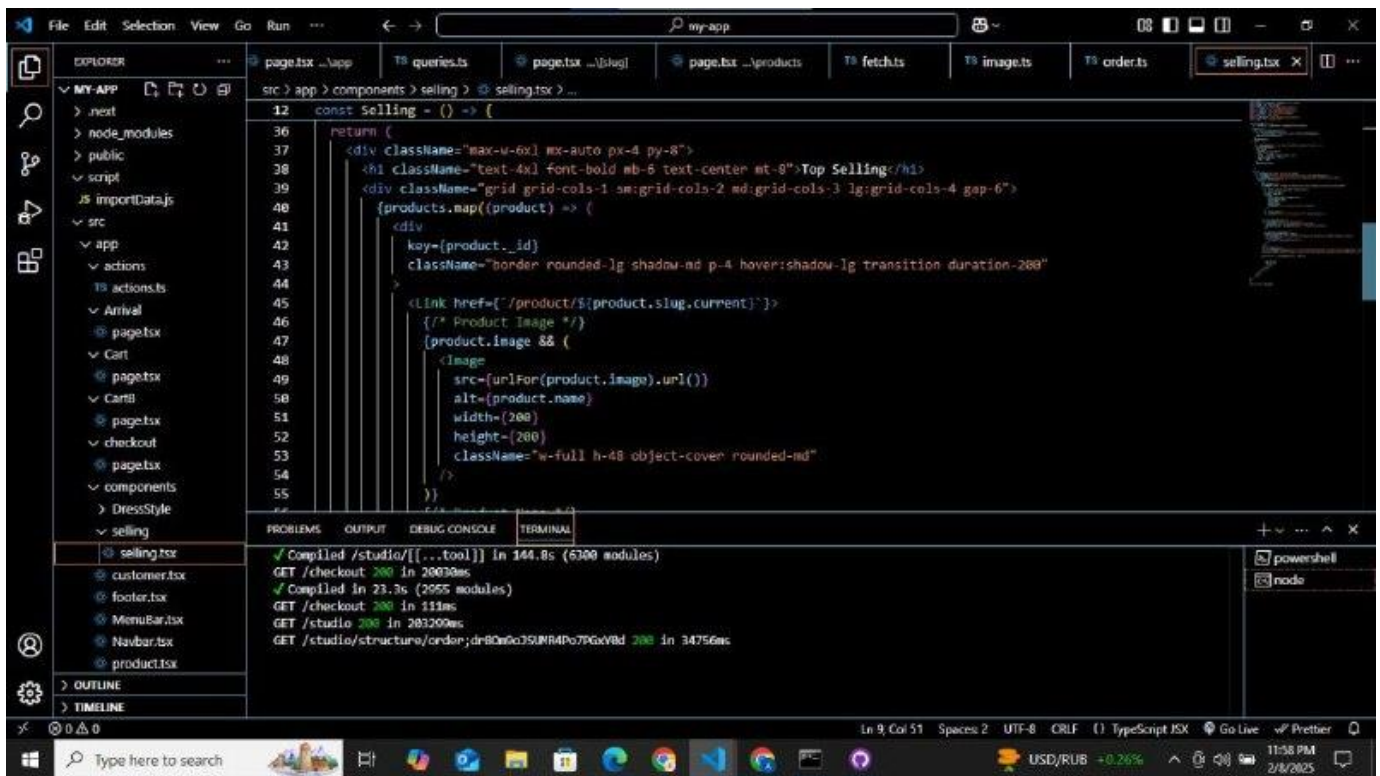 File Edit Selection View Go Run ···
my-app
EXPLORER ···
page.tsx ...\app
TS queries.ts
page.tsx ...\[slug]
page.tsx ...\products
TS fetch.ts
TS image.ts
TS order.ts
selling.tsx
MY-APP
.next
node_modules
public
script
JS importData.js
src
app
actions
TS actions.ts
Arrival
page.tsx
Cart
page.tsx
Cart8
page.tsx
checkout
page.tsx
components
DressStyle
selling
selling.tsx
customer.tsx
footer.tsx
MenuBar.tsx
Navbar.tsx
product.tsx
OUTLINE
TIMELINE
src > app > components > selling > selling.tsx > ...
12 const Selling = () => {
36 return (
37 <div className="max-w-6xl mx-auto px-4 py-8">
38 <h1 className="text-4xl font-bold mb-6 text-center mt-8">Top Selling</h1>
39 <div className="grid grid-cols-1 sm:grid-cols-2 md:grid-cols-3 lg:grid-cols-4 gap-6">
40 {products.map((product) => (
41 <div
42 key={product._id}
43 className="border rounded-lg shadow-md p-4 hover:shadow-lg transition duration-200"
44 >
45 <Link href={`/product/${product.slug.current}`}>
46 {/* Product Image */}
47 {product.image && (
48 <Image
49 src={urlFor(product.image).url()}
50 alt={product.name}
51 width={200}
52 height={200}
53 className="w-full h-48 object-cover rounded-md"
54 />
55 )}
PROBLEMS OUTPUT DEBUG CONSOLE TERMINAL
✓ Compiled /studio/[[...tool]] in 144.8s (6300 modules)
GET /checkout 200 in 20030ms
✓ Compiled in 23.3s (2955 modules)
GET /checkout 200 in 111ms
GET /studio 200 in 203299ms
200 in 34756ms
powershell
node
0 0
Ln 9, Col 51 Spaces: 2 UTF-8 CRLF {} TypeScript JSX Go Live Prettier
Type here to search
USD/RUB +0.26%
11:58 PM
2/8/2025